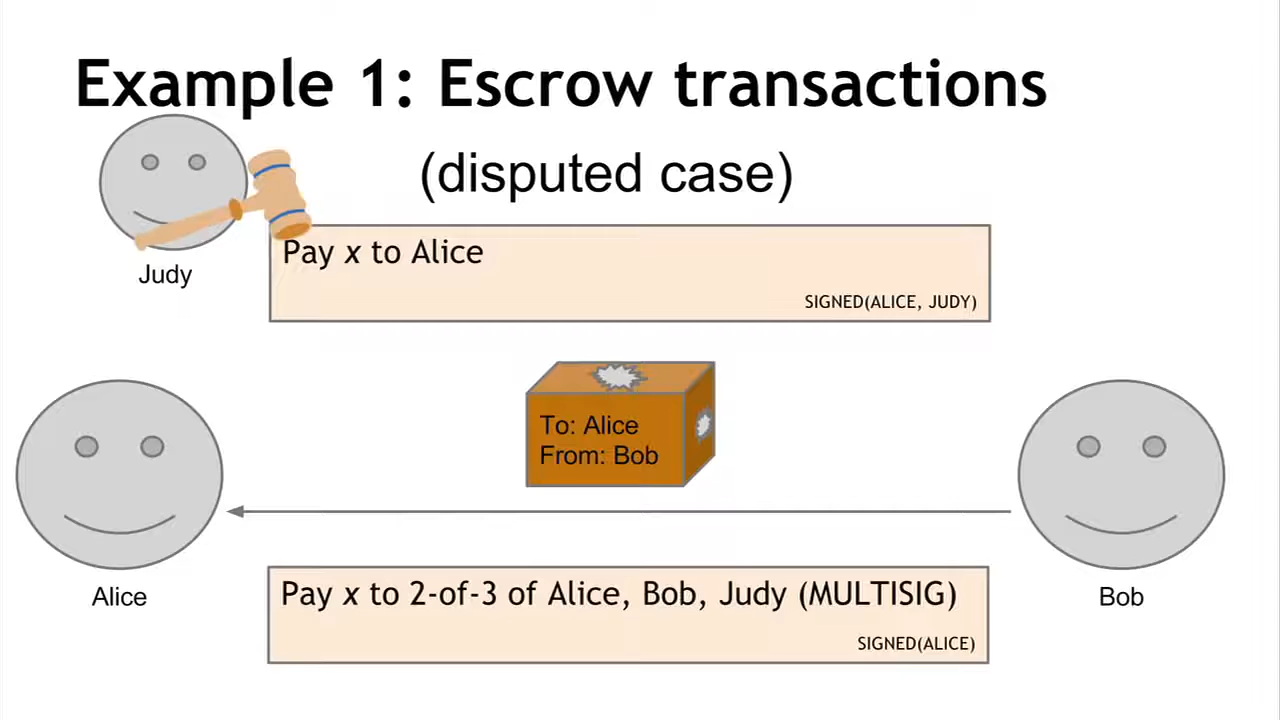 Example 1: Escrow transactions
(disputed case)
Judy
Pay x to Alice
SIGNED(ALICE, JUDY)
To: Alice
From: Bob
Alice
Bob
Pay x to 2-of-3 of Alice, Bob, Judy (MULTISIG)
SIGNED(ALICE)